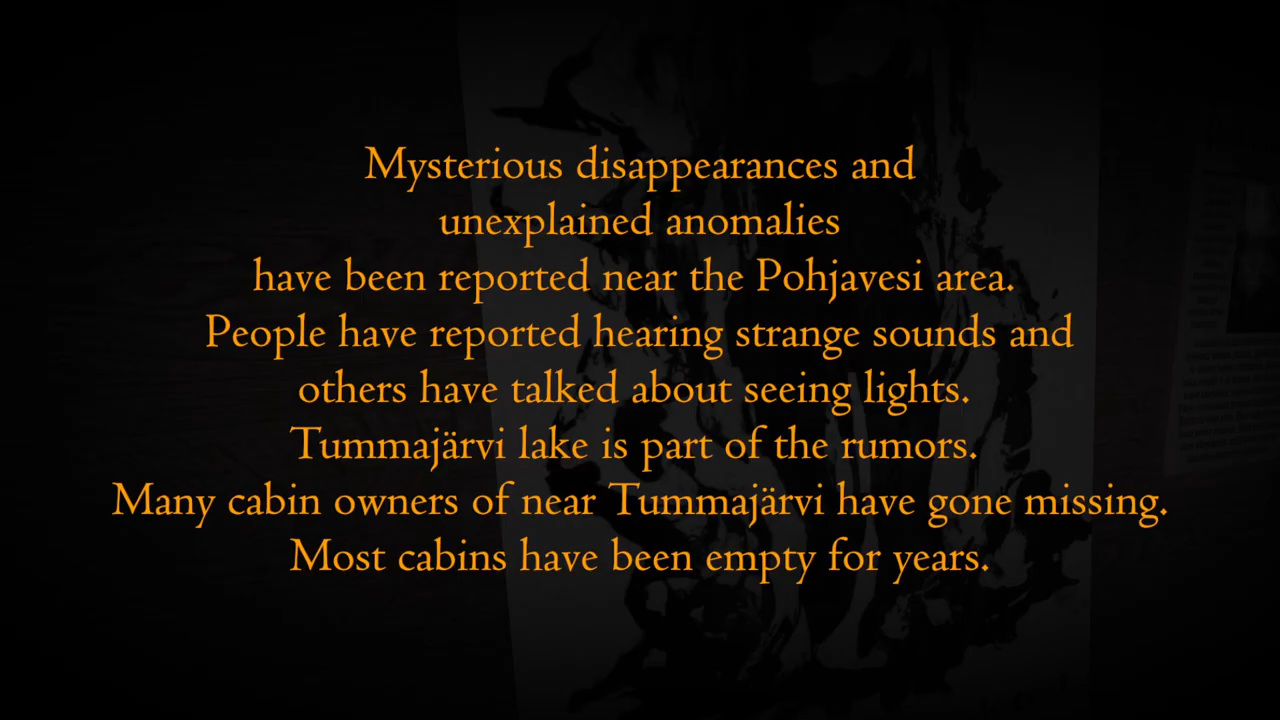 Mysterious disappearances and
unexplained anomalies
have been reported near the Pohjavesi area.
People have reported hearing strange sounds and
others have talked about seeing lights.
Tummajärvi lake is part of the rumors.
Many cabin owners of near Tummajärvi have gone missing.
Most cabins have been empty for years.